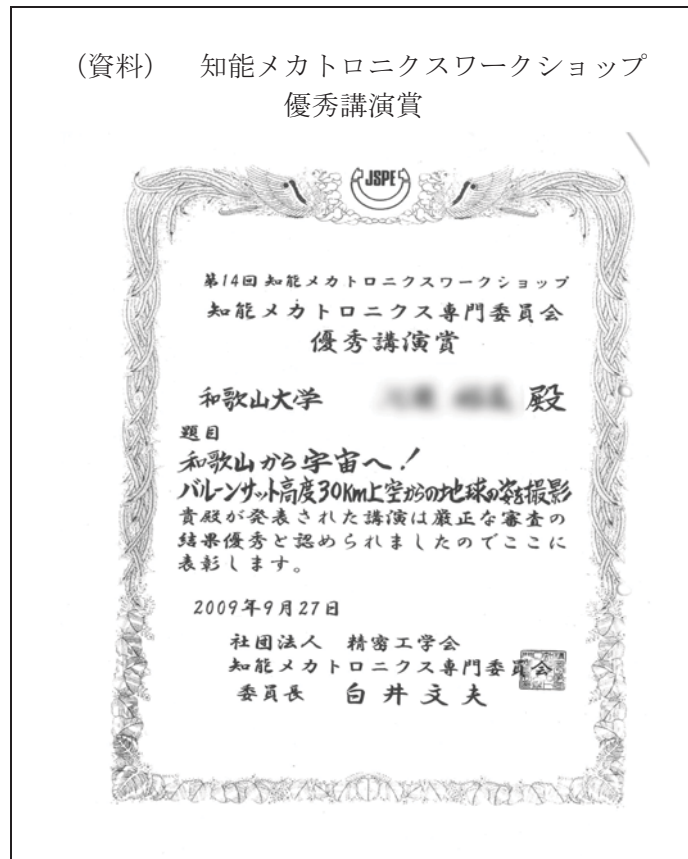 （資料）　知能メカトロニクスワークショップ
優秀講演賞
JSPE
第14回 知能メカトロニクスワークショップ
知能メカトロニクス専門委員会
優秀講演賞
和歌山大学 殿
題目
和歌山から宇宙へ！
バルーンサット高度30Km上空からの地球の姿を撮影
貴殿が発表された講演は厳正な審査の
結果優秀と認められましたのでここに
表彰します。
2009年9月27日
社団法人　精密工学会
知能メカトロニクス専門委員会
委員長　白井文夫